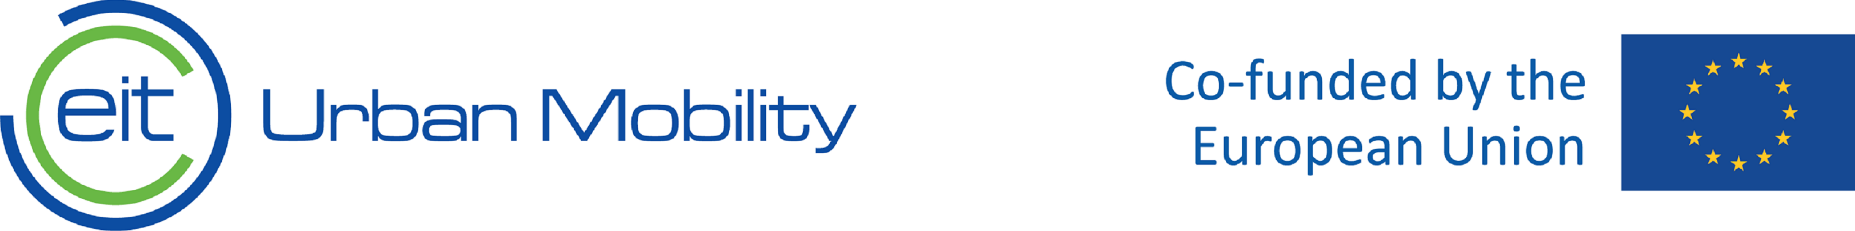 eit Urban Mobility
Co-funded by the
European Union